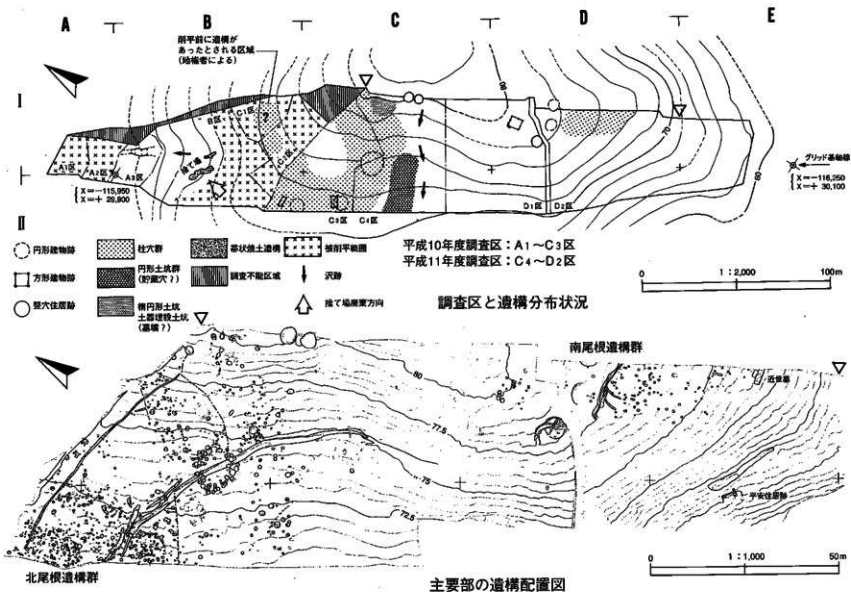 A B C D E
削平前に遺構が
あったとされる区域
(地権者による)
I
II
A1区
A2区
A3区
B区
C1区
C3区 C4区
D1区 D2区
捨て場
80
70
60
X=−115,950
X=+ 29,900
グリッド基軸線
X=−116,250
X=+ 30,100
円形建物跡
方形建物跡
竪穴住居跡
柱穴群
円形土坑群
(貯蔵穴?)
楕円形土坑
土器埋設土坑
(墓壙?)
帯状焼土遺構
調査不能区域
被削平範囲
沢跡
捨て場廃棄方向
平成10年度調査区:A1〜C3区
平成11年度調査区:C4〜D2区
0 1:2,000 100m
調査区と遺構分布状況
南尾根遺構群
近世墓
80
77.5
75
72.5
平安住居跡
北尾根遺構群
0 1:1,000 50m
主要部の遺構配置図